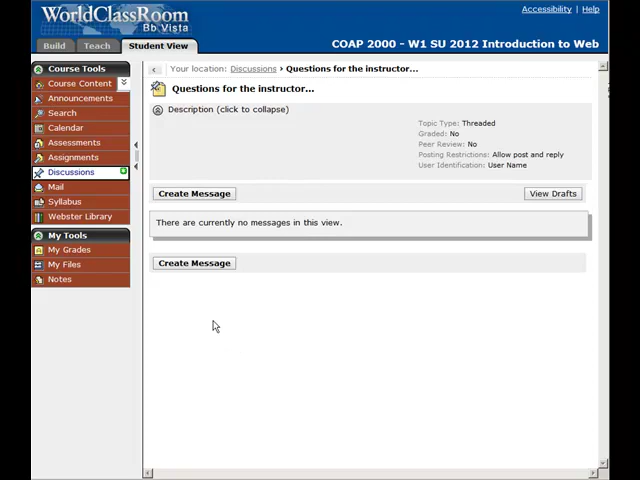 WorldClassRoom
Bb Vista
Accessibility | Help
Build Teach Student View
COAP 2000 - W1 SU 2012 Introduction to Web
Course Tools
Course Content
Announcements
Search
Calendar
Assessments
Assignments
Discussions
Mail
Syllabus
Webster Library
My Tools
My Grades
My Files
Notes
Your location: Discussions › Questions for the instructor...
Questions for the instructor...
Description (click to collapse)
Topic Type: Threaded
Graded: No
Peer Review: No
Posting Restrictions: Allow post and reply
User Identification: User Name
Create Message View Drafts
There are currently no messages in this view.
Create Message